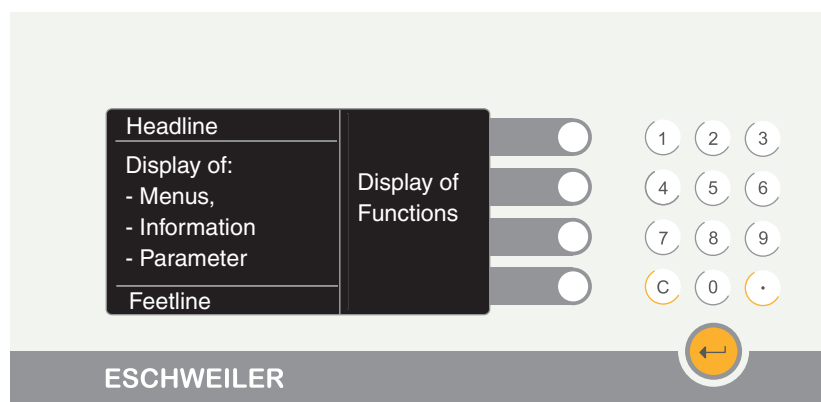 Headline
Display of:
- Menus,
- Information
- Parameter
Feetline
Display of
Functions
1 2 3
4 5 6
7 8 9
C 0 .
ESCHWEILER